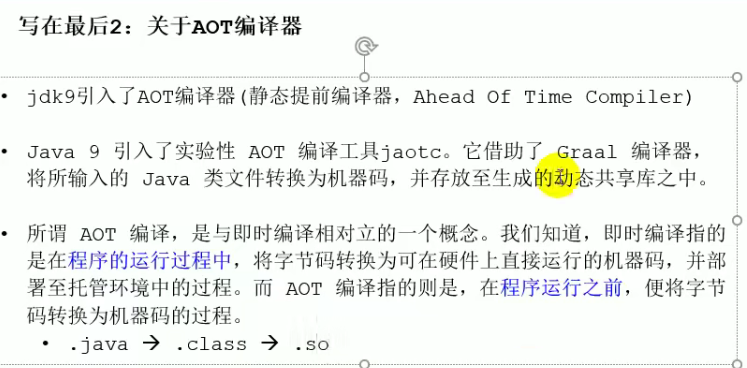 写在最后2：关于AOT编译器
• jdk9引入了AOT编译器(静态提前编译器，Ahead Of Time Compiler)
• Java 9 引入了实验性 AOT 编译工具jaotc。它借助了 Graal 编译器，
将所输入的 Java 类文件转换为机器码，并存放至生成的动态共享库之中。
• 所谓 AOT 编译，是与即时编译相对立的一个概念。我们知道，即时编译指的
是在程序的运行过程中，将字节码转换为可在硬件上直接运行的机器码，并部
署至托管环境中的过程。而 AOT 编译指的则是，在程序运行之前，便将字节
码转换为机器码的过程。
• .java → .class → .so